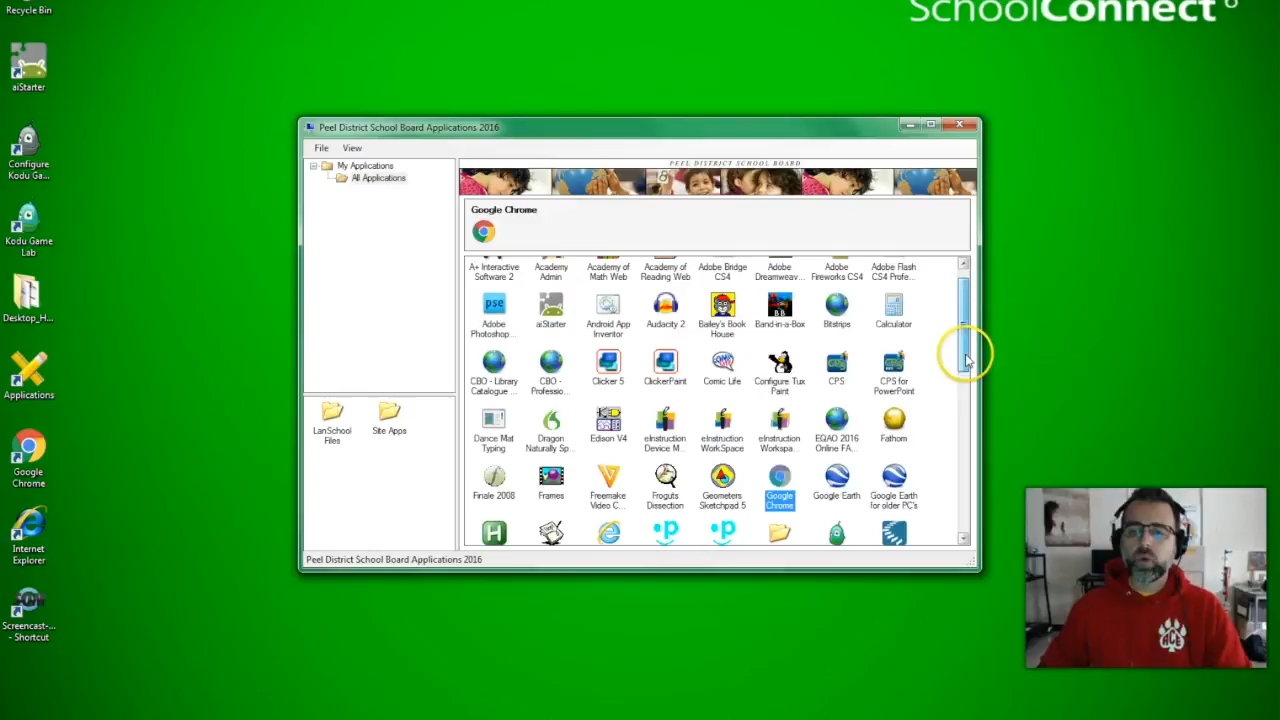 SchoolConnect 6
Recycle Bin
aiStarter
Configure
Kodu Ga...
Kodu Game
Lab
Desktop_H...
Applications
Google
Chrome
Internet
Explorer
Screencast-...
- Shortcut
Peel District School Board Applications 2016
File View
My Applications
All Applications
LanSchool
Files
Site Apps
PEEL DISTRICT SCHOOL BOARD
Google Chrome
A+ Interactive
Software 2
Academy
Admin
Academy of
Math Web
Academy of
Reading Web
Adobe Bridge
CS4
Adobe
Dreamweav...
Adobe
Fireworks CS4
Adobe Flash
CS4 Profe...
pse
Adobe
Photoshop...
aiStarter
Android App
Inventor
Audacity 2
Bailey's Book
House
Band-in-a-Box
Bitstrips
Calculator
CBO - Library
Catalogue ...
CBO -
Professio...
Clicker 5
ClickerPaint
Comic Life
Configure Tux
Paint
CPS
CPS for
PowerPoint
Dance Mat
Typing
Dragon
Naturally Sp...
Edison V4
eInstruction
Device M...
eInstruction
WorkSpace
eInstruction
Workspa...
EQAO 2016
Online FA...
Fathom
Finale 2008
Frames
Freemake
Video C...
Froguts
Dissection
Geometers
Sketchpad 5
Google
Chrome
Google Earth
Google Earth
for older PC's
Peel District School Board Applications 2016
ACE